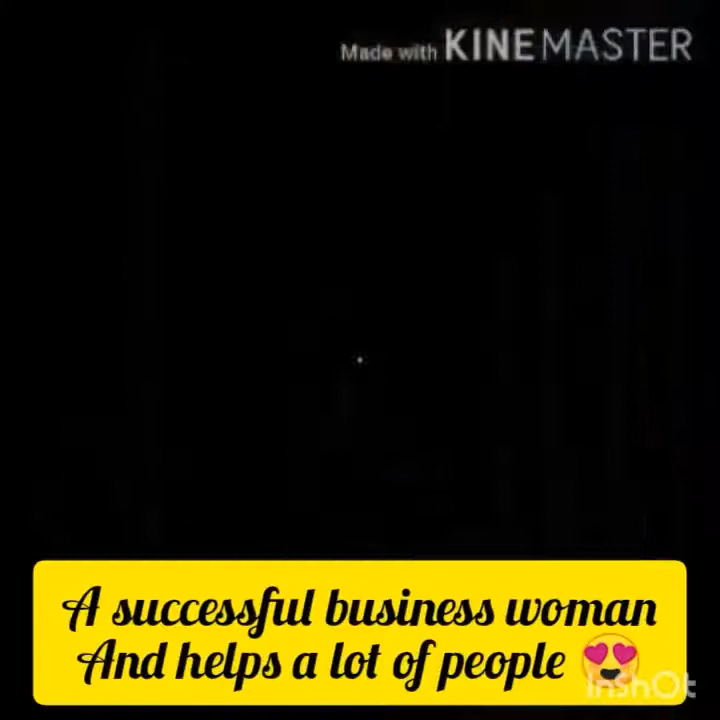 Made with KINEMASTER
A successful business woman
And helps a lot of people 😍
InShOt